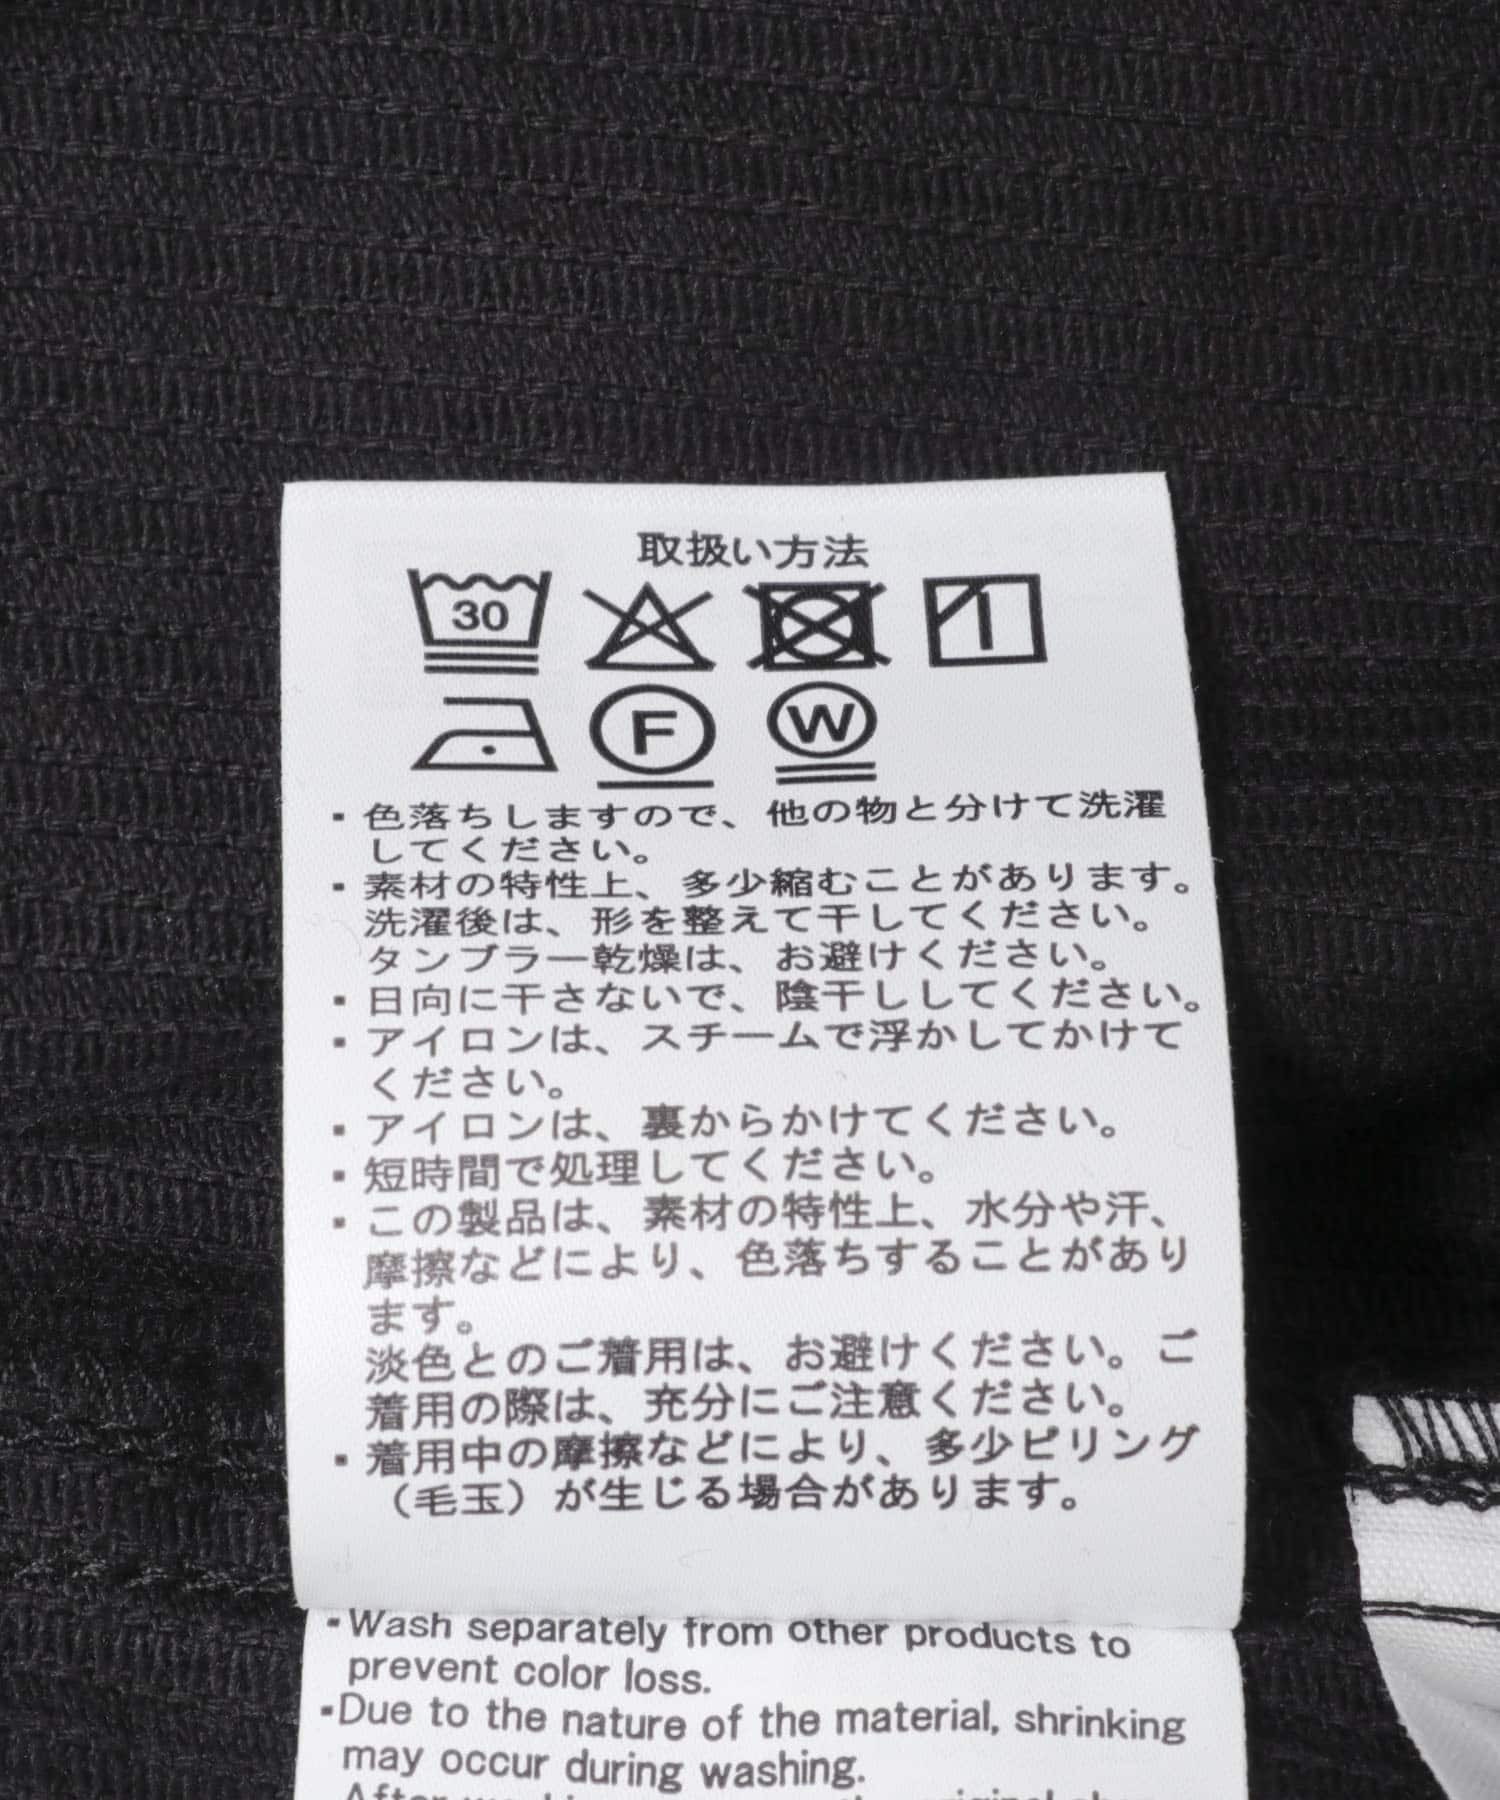 取扱い方法
30
F
W
▪色落ちしますので、他の物と分けて洗濯
してください。
▪素材の特性上、多少縮むことがあります。
洗濯後は、形を整えて干してください。
タンブラー乾燥は、お避けください。
▪日向に干さないで、陰干ししてください。
▪アイロンは、スチームで浮かしてかけて
ください。
▪アイロンは、裏からかけてください。
▪短時間で処理してください。
▪この製品は、素材の特性上、水分や汗、
摩擦などにより、色落ちすることがあり
ます。
淡色とのご着用は、お避けください。ご
着用の際は、充分にご注意ください。
▪着用中の摩擦などにより、多少ピリング
（毛玉）が生じる場合があります。
▪Wash separately from other products to
prevent color loss.
▪Due to the nature of the material, shrinking
may occur during washing.